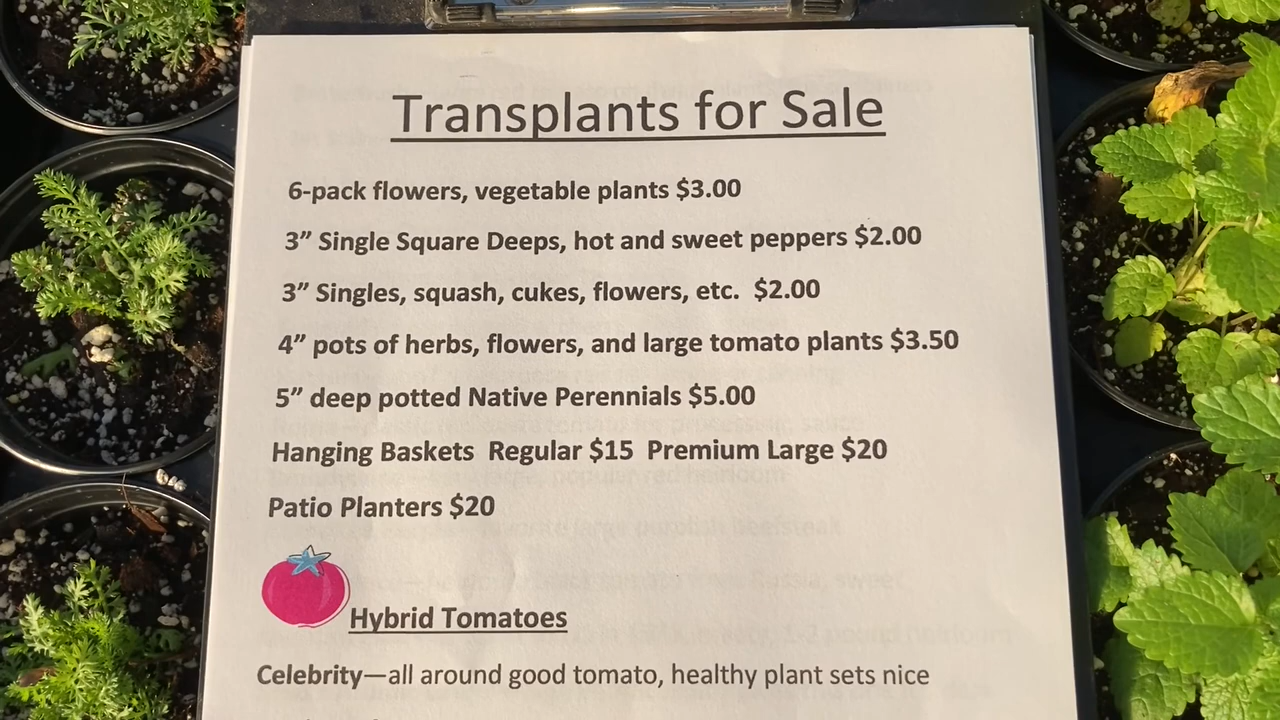 Transplants for Sale
6-pack flowers, vegetable plants $3.00
3” Single Square Deeps, hot and sweet peppers $2.00
3” Singles, squash, cukes, flowers, etc.  $2.00
4” pots of herbs, flowers, and large tomato plants $3.50
5” deep potted Native Perennials $5.00
Hanging Baskets  Regular $15  Premium Large $20
Patio Planters $20
Hybrid Tomatoes
Celebrity—all around good tomato, healthy plant sets nice